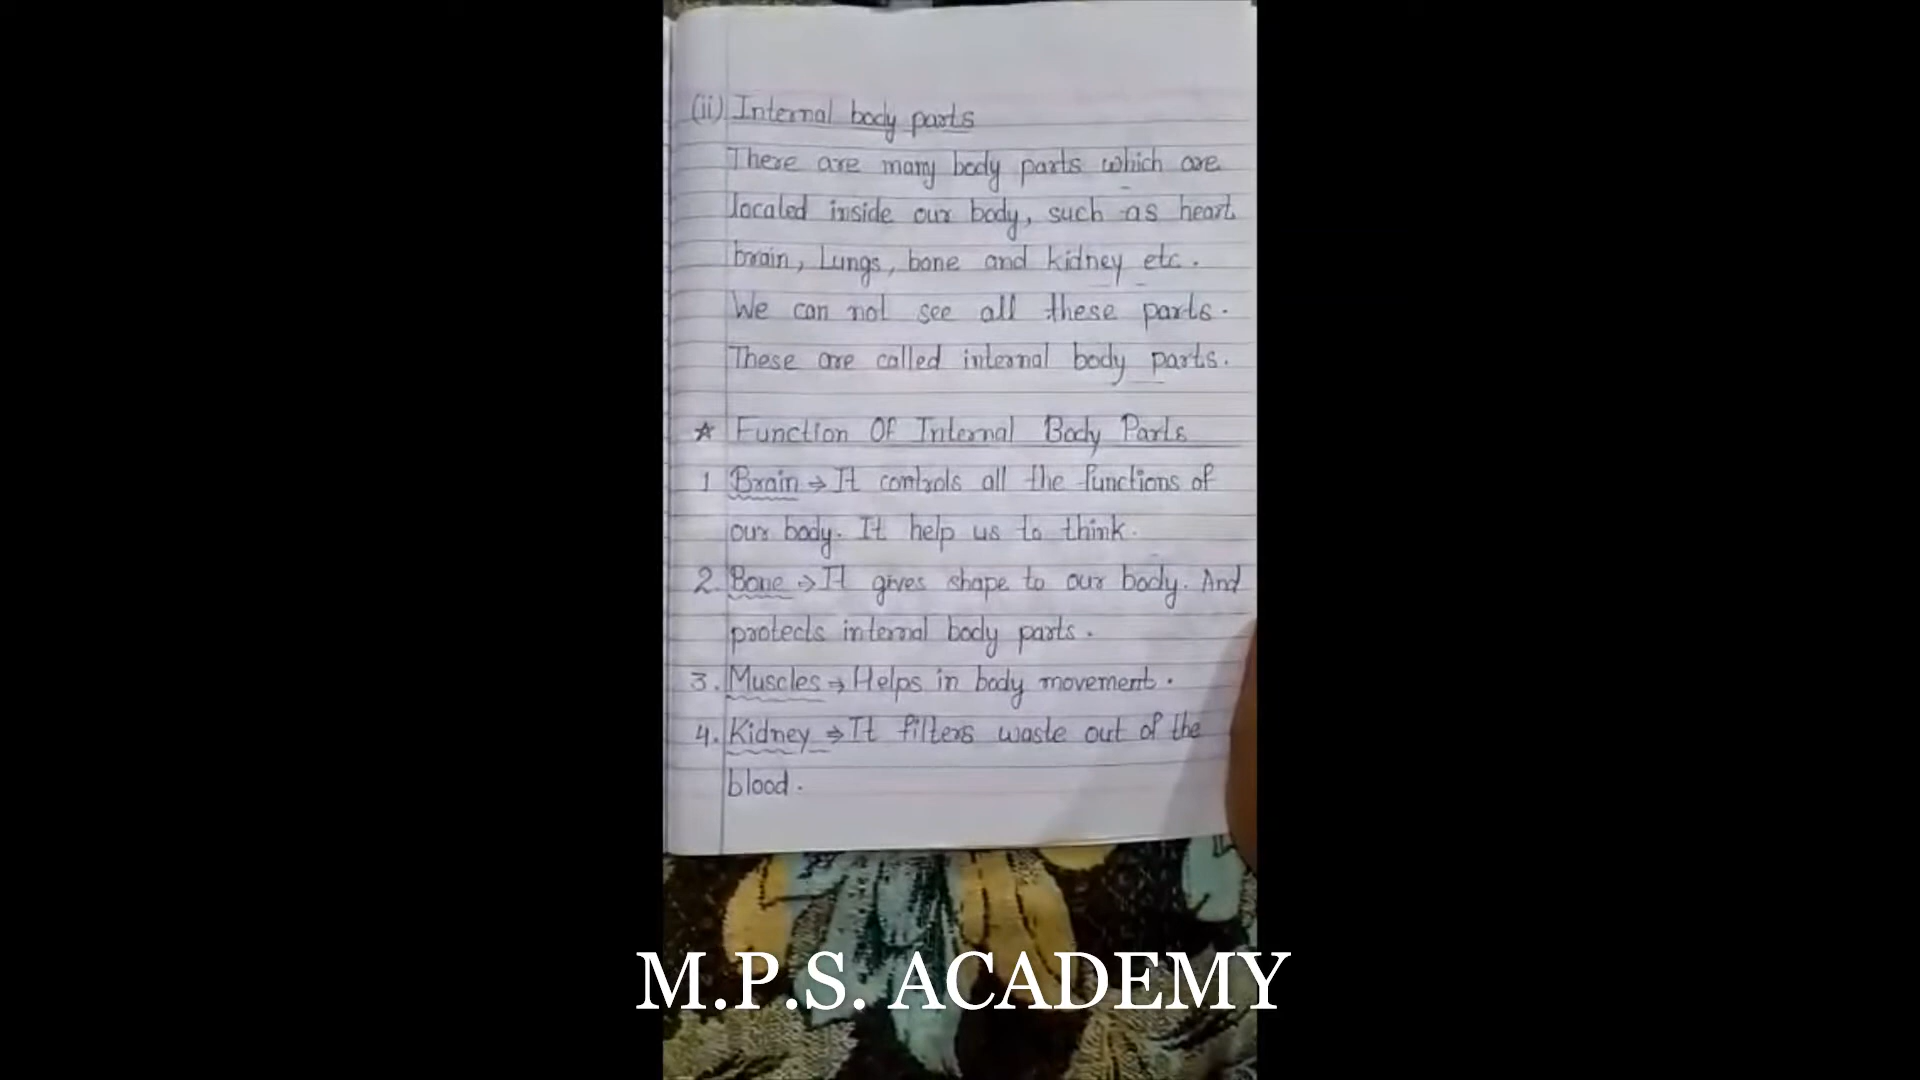 (ii) Internal body parts
There are many body parts which are
located inside our body, such as heart
brain, Lungs, bone and kidney etc.
We can not see all these parts.
These are called internal body parts.
☆ Function Of Internal Body Parts
1 Brain → It controls all the functions of
our body. It help us to think.
2. Bone → It gives shape to our body. And
protects internal body parts.
3. Muscles → Helps in body movement.
4. Kidney → It filters waste out of the
blood.
M.P.S. ACADEMY